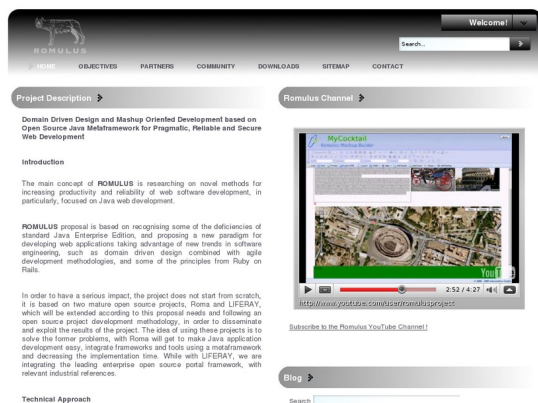 Welcome!
Search...
ROMULUS
HOME OBJECTIVES PARTNERS COMMUNITY DOWNLOADS SITEMAP CONTACT
Project Description
Domain Driven Design and Mashup Oriented Development based on
Open Source Java Metaframework for Pragmatic, Reliable and Secure
Web Development
Introduction
The main concept of ROMULUS is researching on novel methods for
increasing productivity and reliability of web software development, in
particularly, focused on Java web development.
ROMULUS proposal is based on recognising some of the deficiencies of
standard Java Enterprise Edition, and proposing a new paradigm for
developing web applications taking advantage of new trends in software
engineering, such as domain driven design combined with agile
development methodologies, and some of the principles from Ruby on
Rails.
In order to have a serious impact, the project does not start from scratch,
it is based on two mature open source projects, Roma and LIFERAY,
which will be extended according to this proposal needs and following an
open source project development methodology, in order to disseminate
and exploit the results of the project. The idea of using these projects is to
solve the former problems, with Roma will get to make Java application
development easy, integrate frameworks and tools using a metaframework
and decreasing the implementation time. While with LIFERAY, we are
integrating the leading enterprise open source portal framework, with
relevant industrial references.
Technical Approach
Romulus Channel
MyCocktail
Romulus Mashup Builder
YouTube
2:52 / 4:27
http://www.youtube.com/user/romulusproject
Subscribe to the Romulus YouTube Channel !
Blog
Search